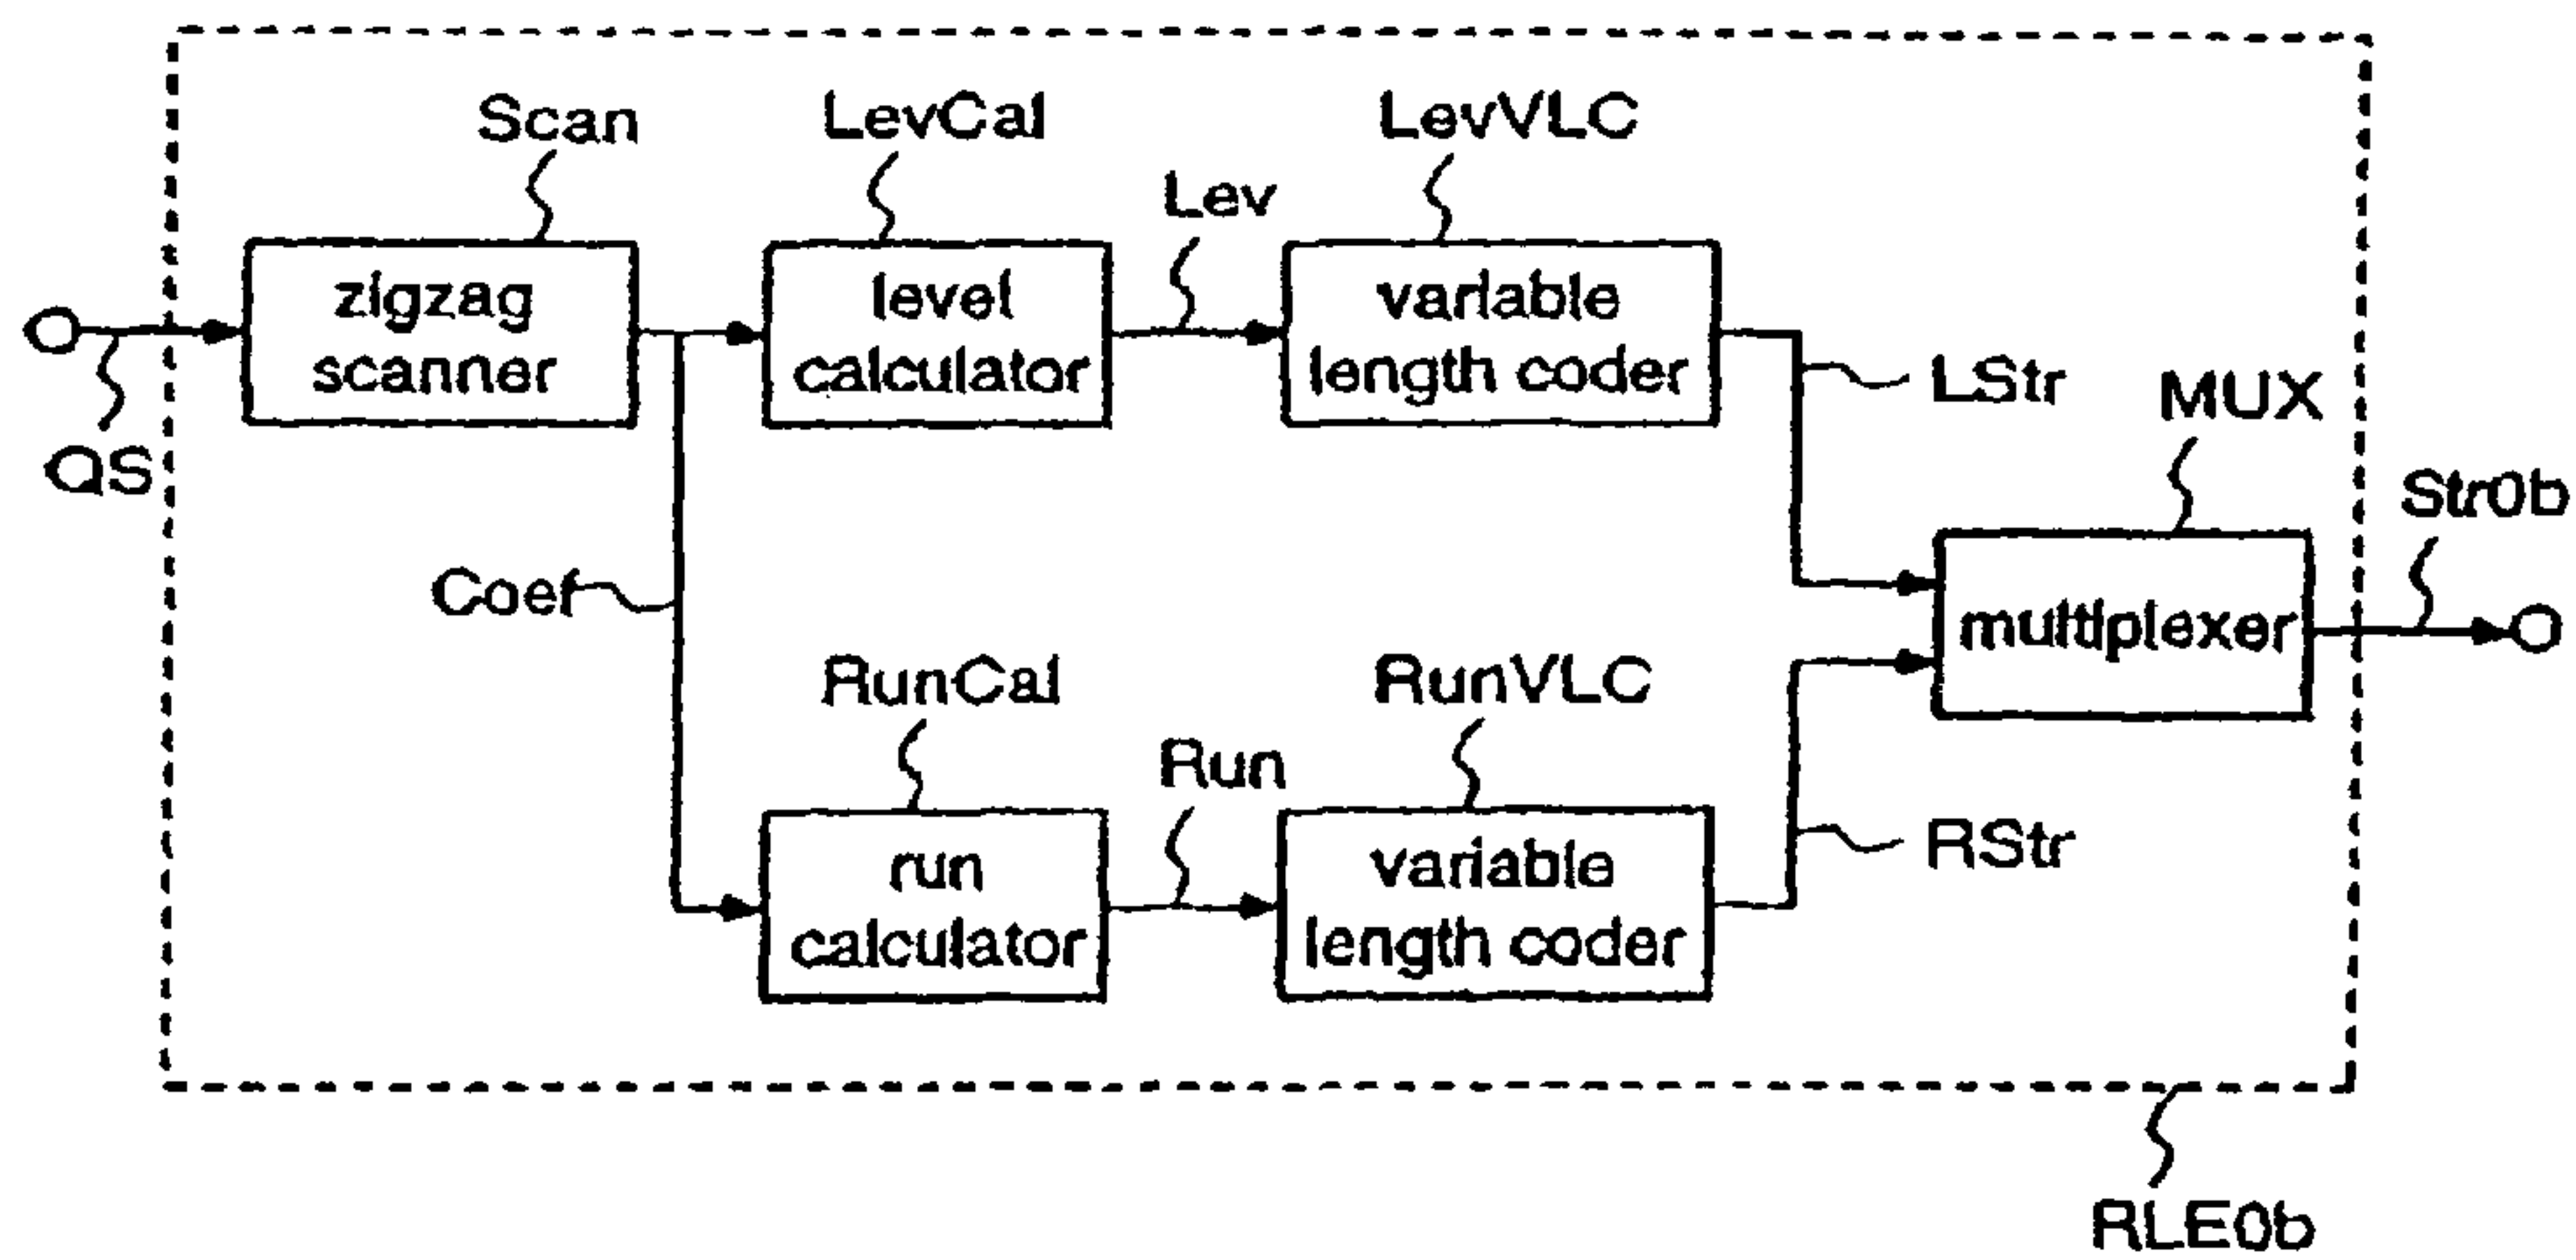 Scan
LevCal
LevVLC
Lev
zigzag
scanner
level
calculator
variable
length coder
LStr
MUX
QS
Str0b
Coef
multiplexer
RunCal
RunVLC
Run
RStr
run
calculator
variable
length coder
RLE0b